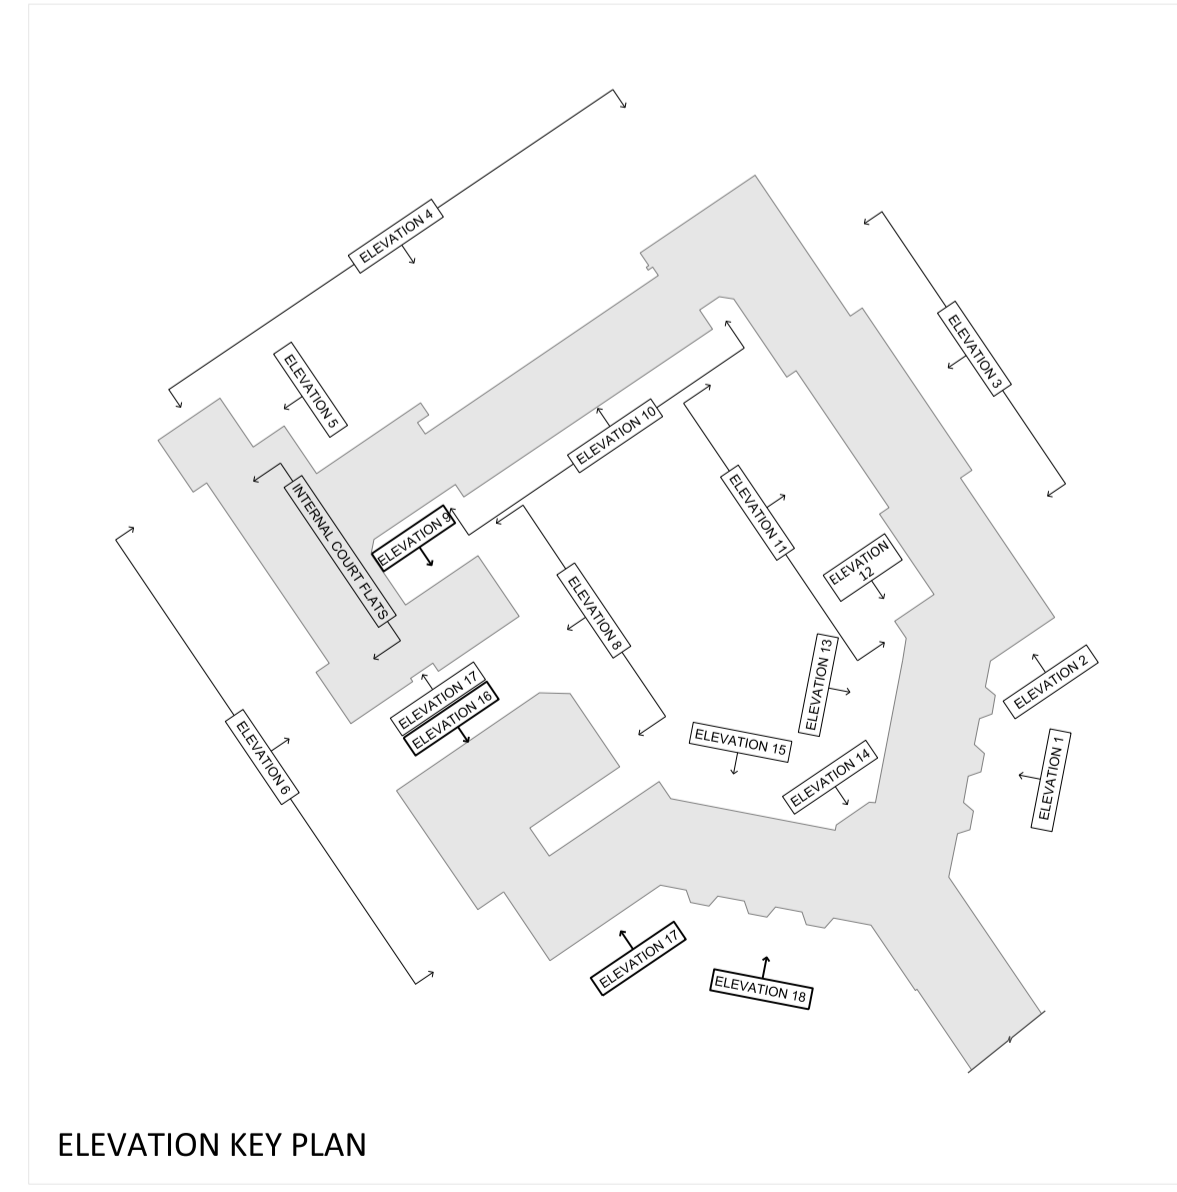 ELEVATION 4
ELEVATION 5
ELEVATION 3
ELEVATION 10
INTERNAL COURT FLATS
ELEVATION 9
ELEVATION 11
ELEVATION
12
ELEVATION 8
ELEVATION 13
ELEVATION 2
ELEVATION 17
ELEVATION 16
ELEVATION 6
ELEVATION 15
ELEVATION 14
ELEVATION 1
ELEVATION 17
ELEVATION 18
ELEVATION KEY PLAN